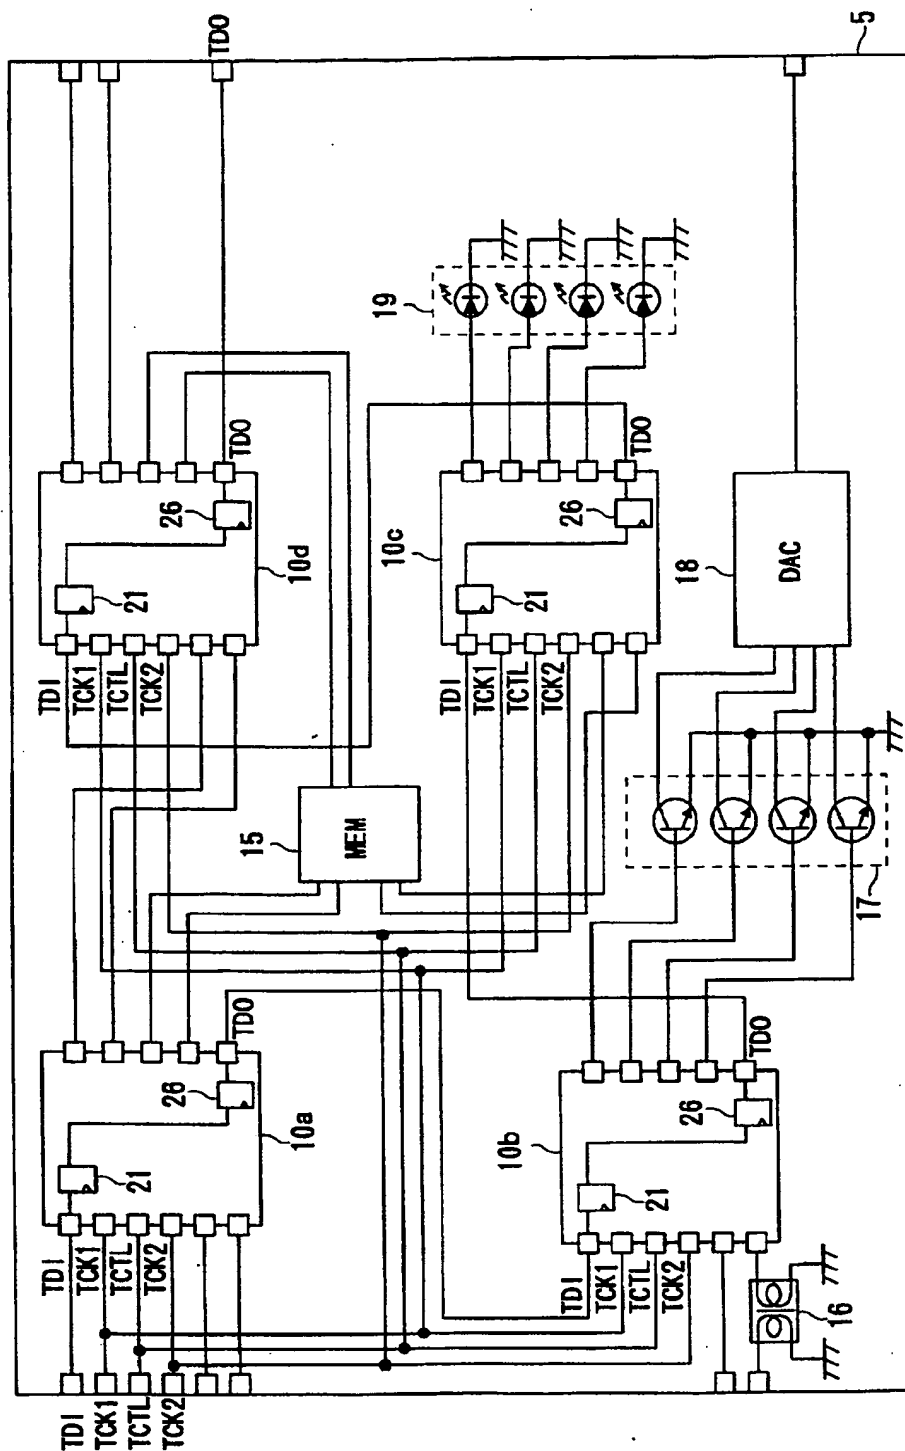 TDI
TCK1
TCTL
TCK2
TDI
TCK1
TCTL
TCK2
21
26
TDO
10a
15
MEM
TDI
TCK1
TCTL
TCK2
21
26
TDO
10d
TDO
5
TDI
TCK1
TCTL
TCK2
10b
21
26
TDO
16
TDI
TCK1
TCTL
TCK2
21
10c
26
TDO
19
17
18
DAC